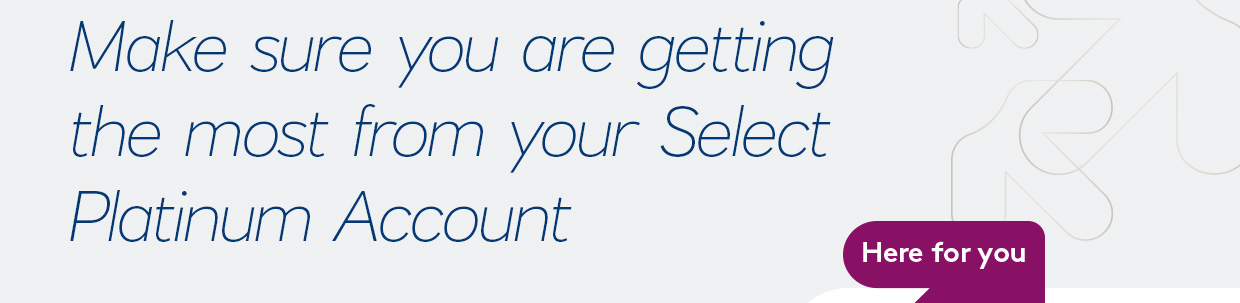 Make sure you are getting
the most from your Select
Platinum Account
Here for you